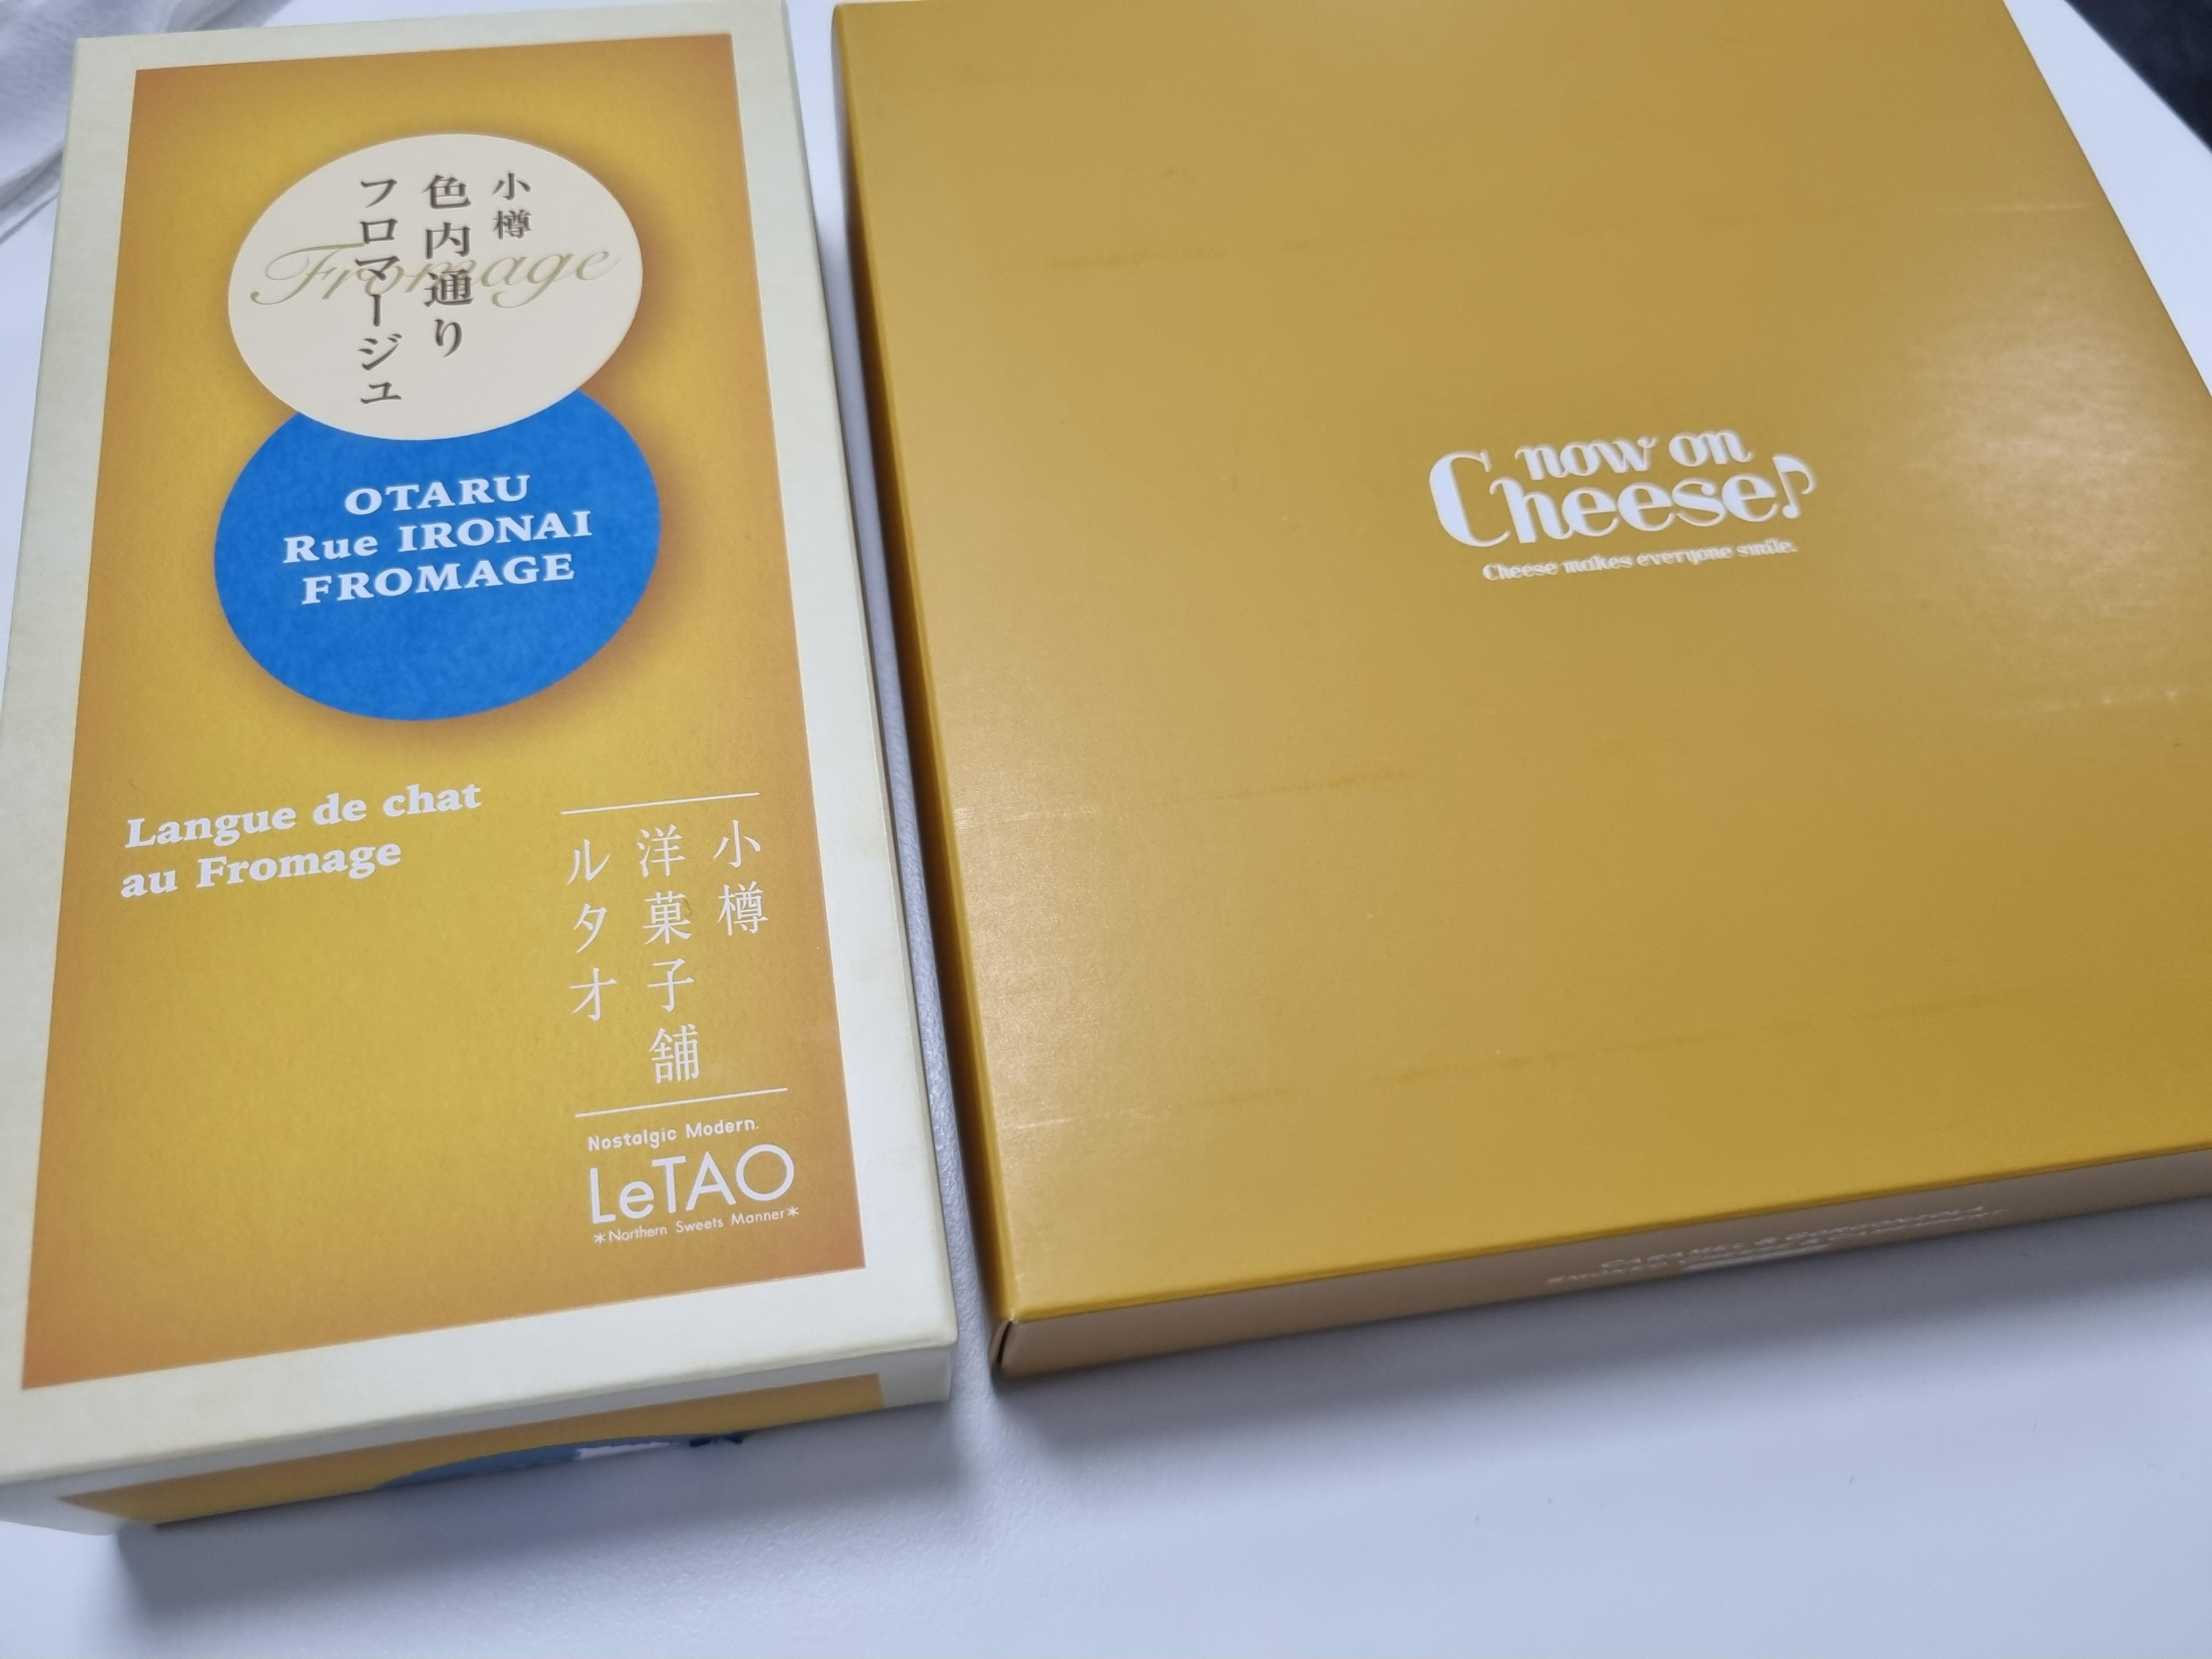 小樽
色内通り
フロマージュ
Fromage
OTARU
Rue IRONAI
FROMAGE
Langue de chat
au Fromage
小樽
洋菓子舗
ルタオ
Nostalgic Modern.
LeTAO
*Northern Sweets Manner*
now on
Cheese♪
Cheese makes everyone smile.
CARAMEL & GORGONZOLA